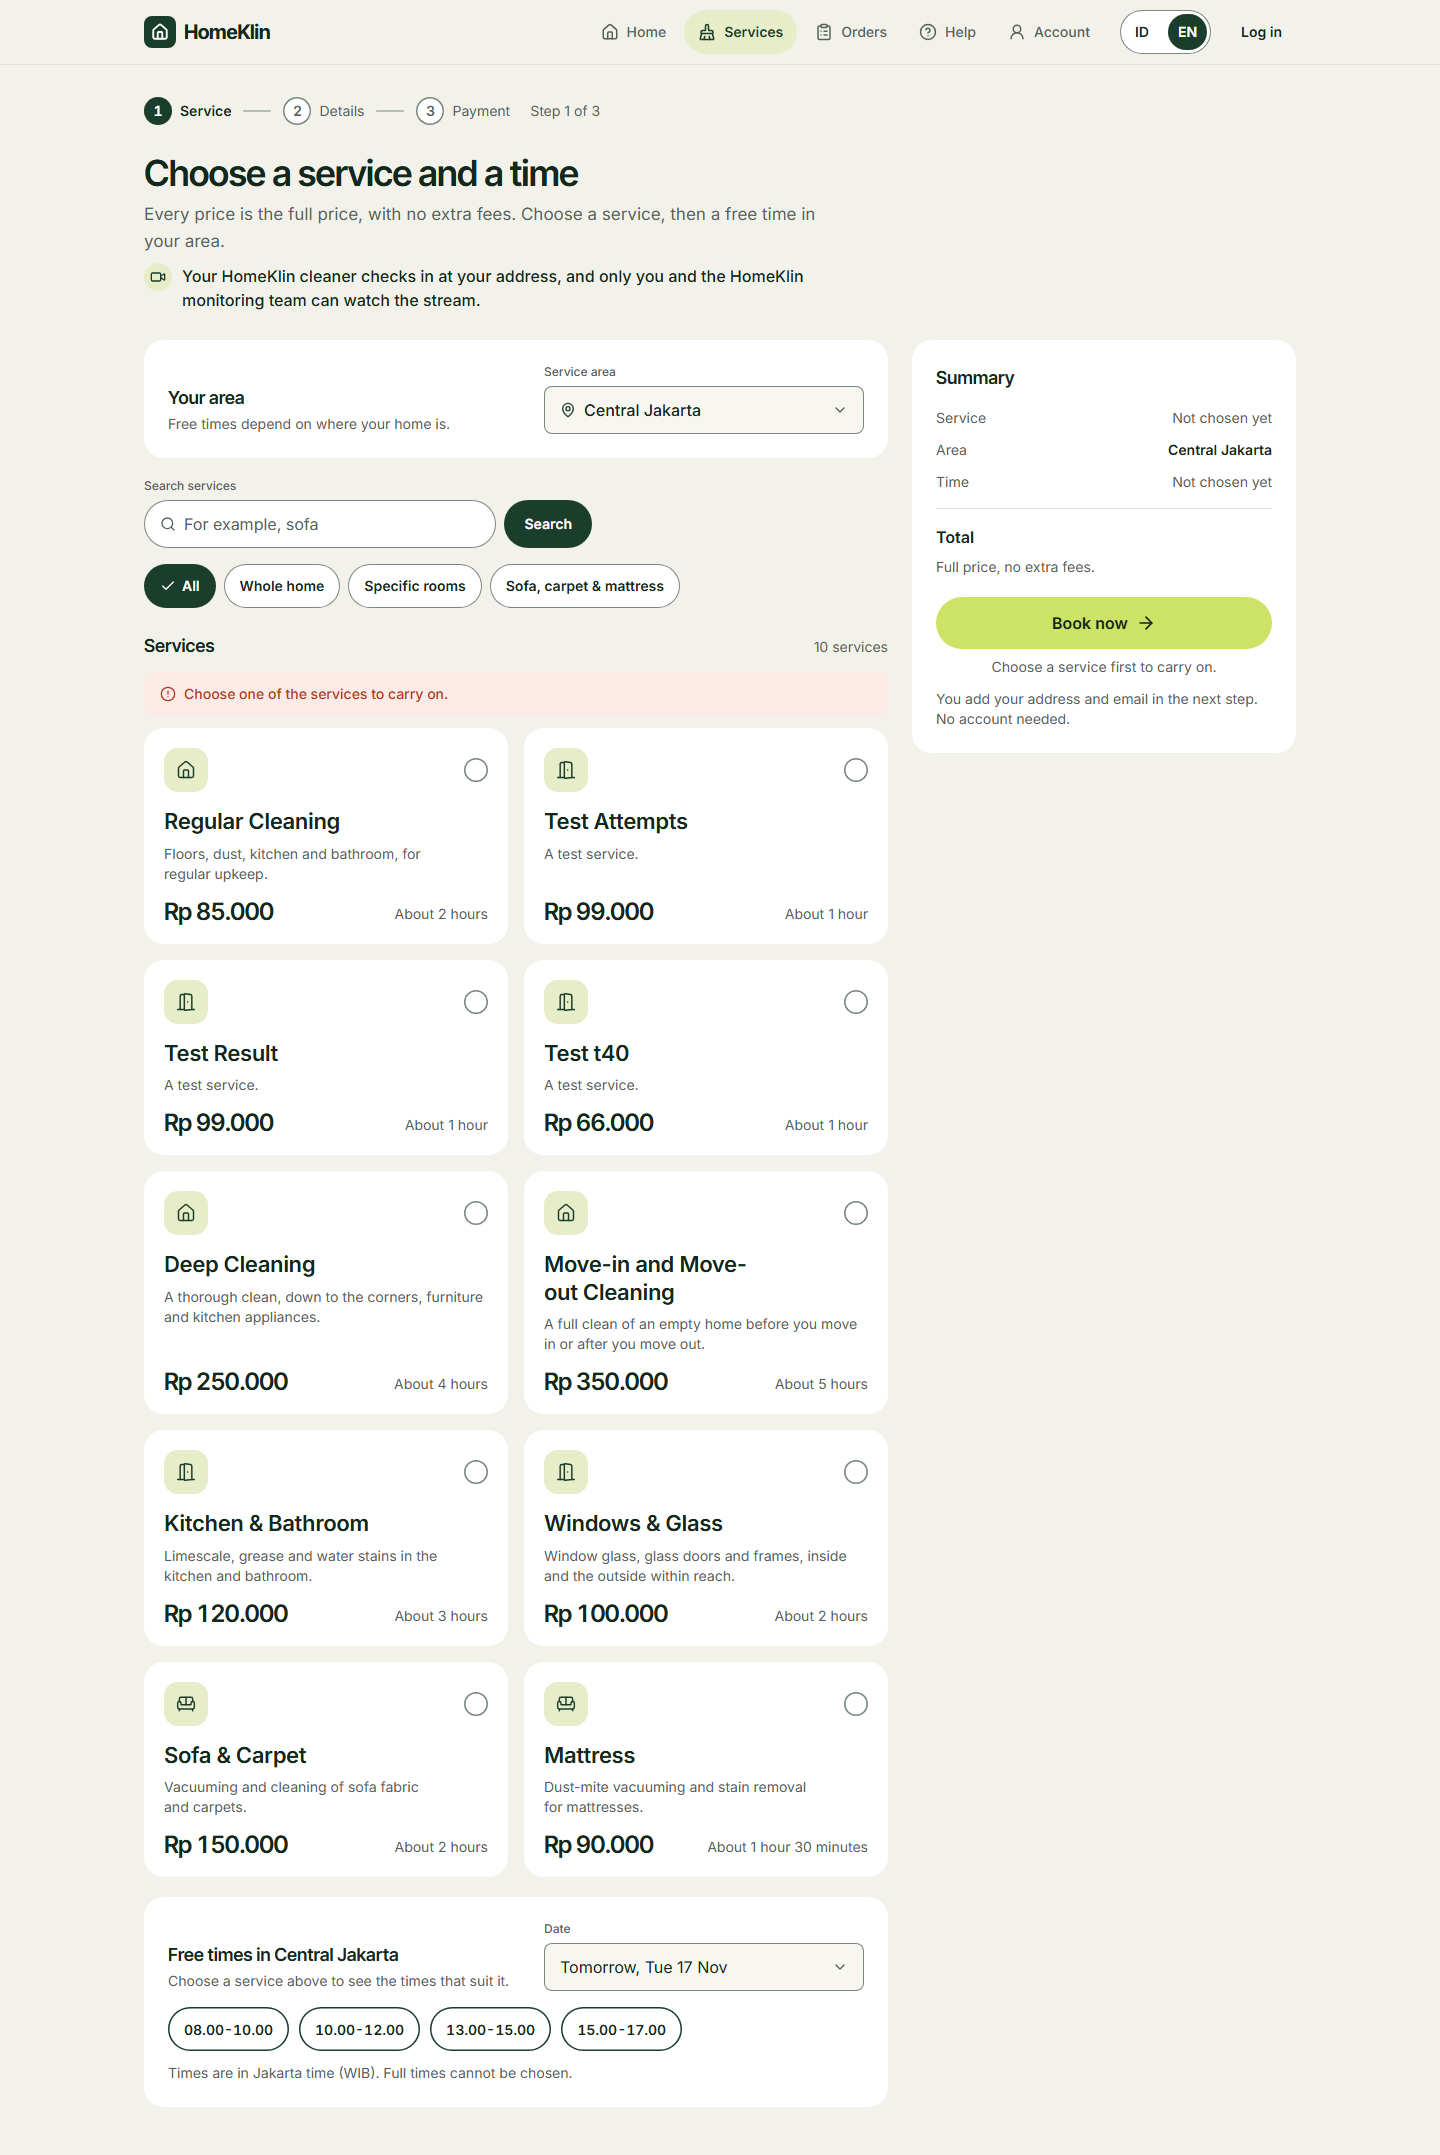 HomeKlin
Home
Services
Orders
Help
Account
ID
EN
Log in
1 Service
2 Details
3 Payment
Step 1 of 3
Choose a service and a time
Every price is the full price, with no extra fees. Choose a service, then a free time in
your area.
Your HomeKlin cleaner checks in at your address, and only you and the HomeKlin
monitoring team can watch the stream.
Your area
Free times depend on where your home is.
Service area
Central Jakarta
Search services
For example, sofa
Search
All
Whole home
Specific rooms
Sofa, carpet & mattress
Services
10 services
Choose one of the services to carry on.
Regular Cleaning
Floors, dust, kitchen and bathroom, for
regular upkeep.
Rp 85.000
About 2 hours
Test Attempts
A test service.
Rp 99.000
About 1 hour
Test Result
A test service.
Rp 99.000
About 1 hour
Test t40
A test service.
Rp 66.000
About 1 hour
Deep Cleaning
A thorough clean, down to the corners, furniture
and kitchen appliances.
Rp 250.000
About 4 hours
Move-in and Move-
out Cleaning
A full clean of an empty home before you move
in or after you move out.
Rp 350.000
About 5 hours
Kitchen & Bathroom
Limescale, grease and water stains in the
kitchen and bathroom.
Rp 120.000
About 3 hours
Windows & Glass
Window glass, glass doors and frames, inside
and the outside within reach.
Rp 100.000
About 2 hours
Sofa & Carpet
Vacuuming and cleaning of sofa fabric
and carpets.
Rp 150.000
About 2 hours
Mattress
Dust-mite vacuuming and stain removal
for mattresses.
Rp 90.000
About 1 hour 30 minutes
Free times in Central Jakarta
Choose a service above to see the times that suit it.
Date
Tomorrow, Tue 17 Nov
08.00-10.00
10.00-12.00
13.00-15.00
15.00-17.00
Times are in Jakarta time (WIB). Full times cannot be chosen.
Summary
Service
Not chosen yet
Area
Central Jakarta
Time
Not chosen yet
Total
Full price, no extra fees.
Book now
Choose a service first to carry on.
You add your address and email in the next step.
No account needed.